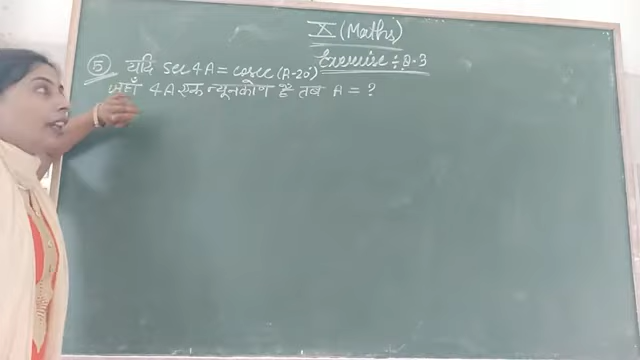 X (Maths)
Exercise ÷ 8.3
⑤ यदि sec 4A = cosec (A-20°)
जहाँ 4A एक न्यूनकोण है तब A = ?